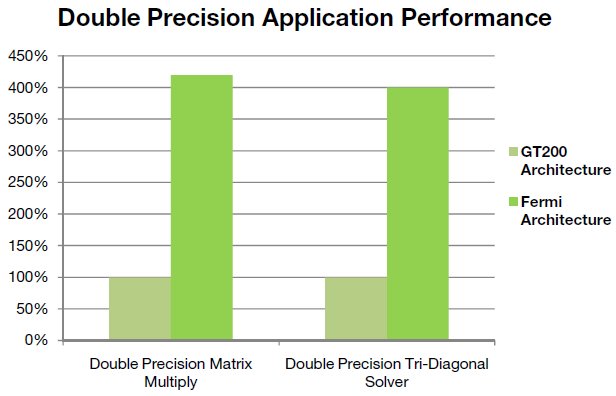 Double Precision Application Performance
450%
400%
350%
300%
250%
200%
150%
100%
50%
0%
Double Precision Matrix
Multiply
Double Precision Tri-Diagonal
Solver
GT200
Architecture
Fermi
Architecture